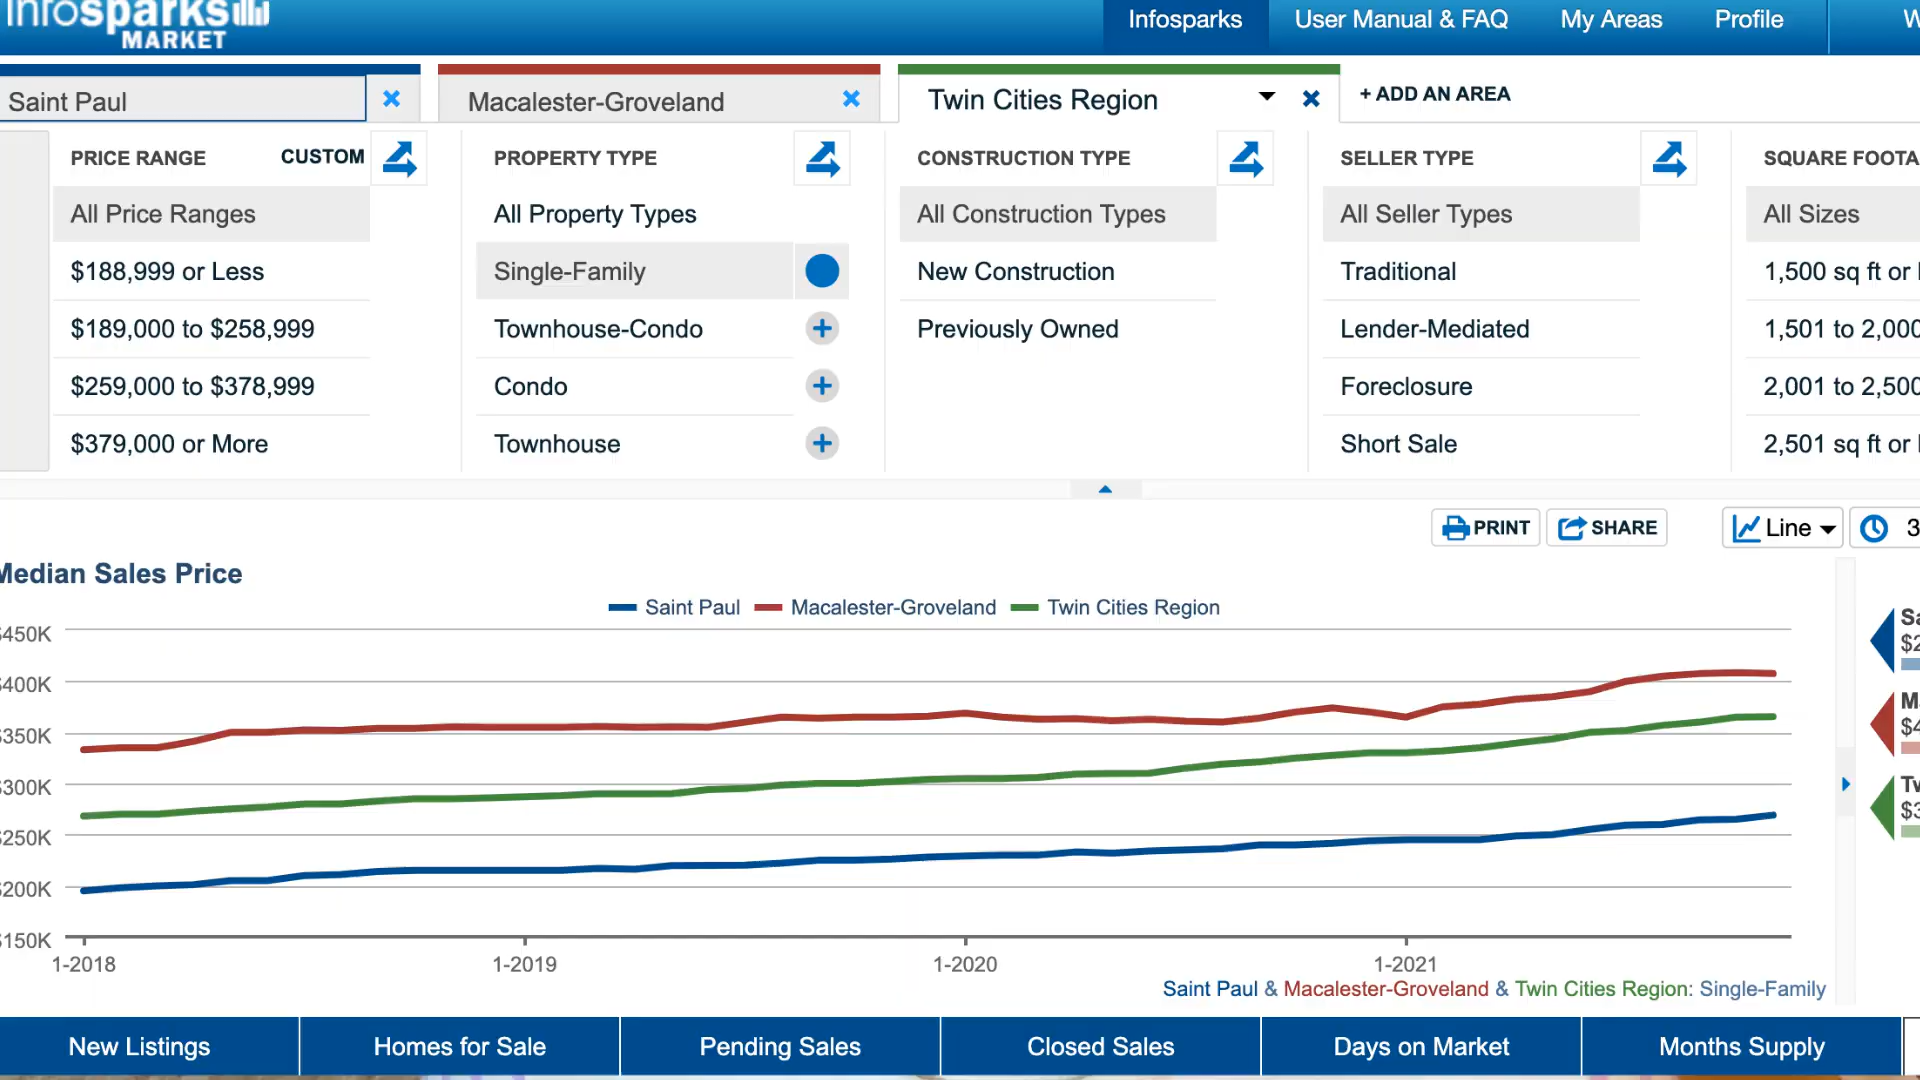 Infosparks
MARKET
Infosparks
User Manual & FAQ
My Areas
Profile
Saint Paul
Macalester-Groveland
Twin Cities Region
+ ADD AN AREA
PRICE RANGE CUSTOM
All Price Ranges
$188,999 or Less
$189,000 to $258,999
$259,000 to $378,999
$379,000 or More
PROPERTY TYPE
All Property Types
Single-Family
Townhouse-Condo
Condo
Townhouse
CONSTRUCTION TYPE
All Construction Types
New Construction
Previously Owned
SELLER TYPE
All Seller Types
Traditional
Lender-Mediated
Foreclosure
Short Sale
SQUARE FOOTA
All Sizes
1,500 sq ft or
1,501 to 2,000
2,001 to 2,500
2,501 sq ft or
PRINT
SHARE
Line
3
Median Sales Price
Saint Paul Macalester-Groveland Twin Cities Region
$450K
$400K
$350K
$300K
$250K
$200K
$150K
1-2018 1-2019 1-2020 1-2021
Sa
$2
Ma
$4
Tw
$3
Saint Paul & Macalester-Groveland & Twin Cities Region: Single-Family
New Listings
Homes for Sale
Pending Sales
Closed Sales
Days on Market
Months Supply